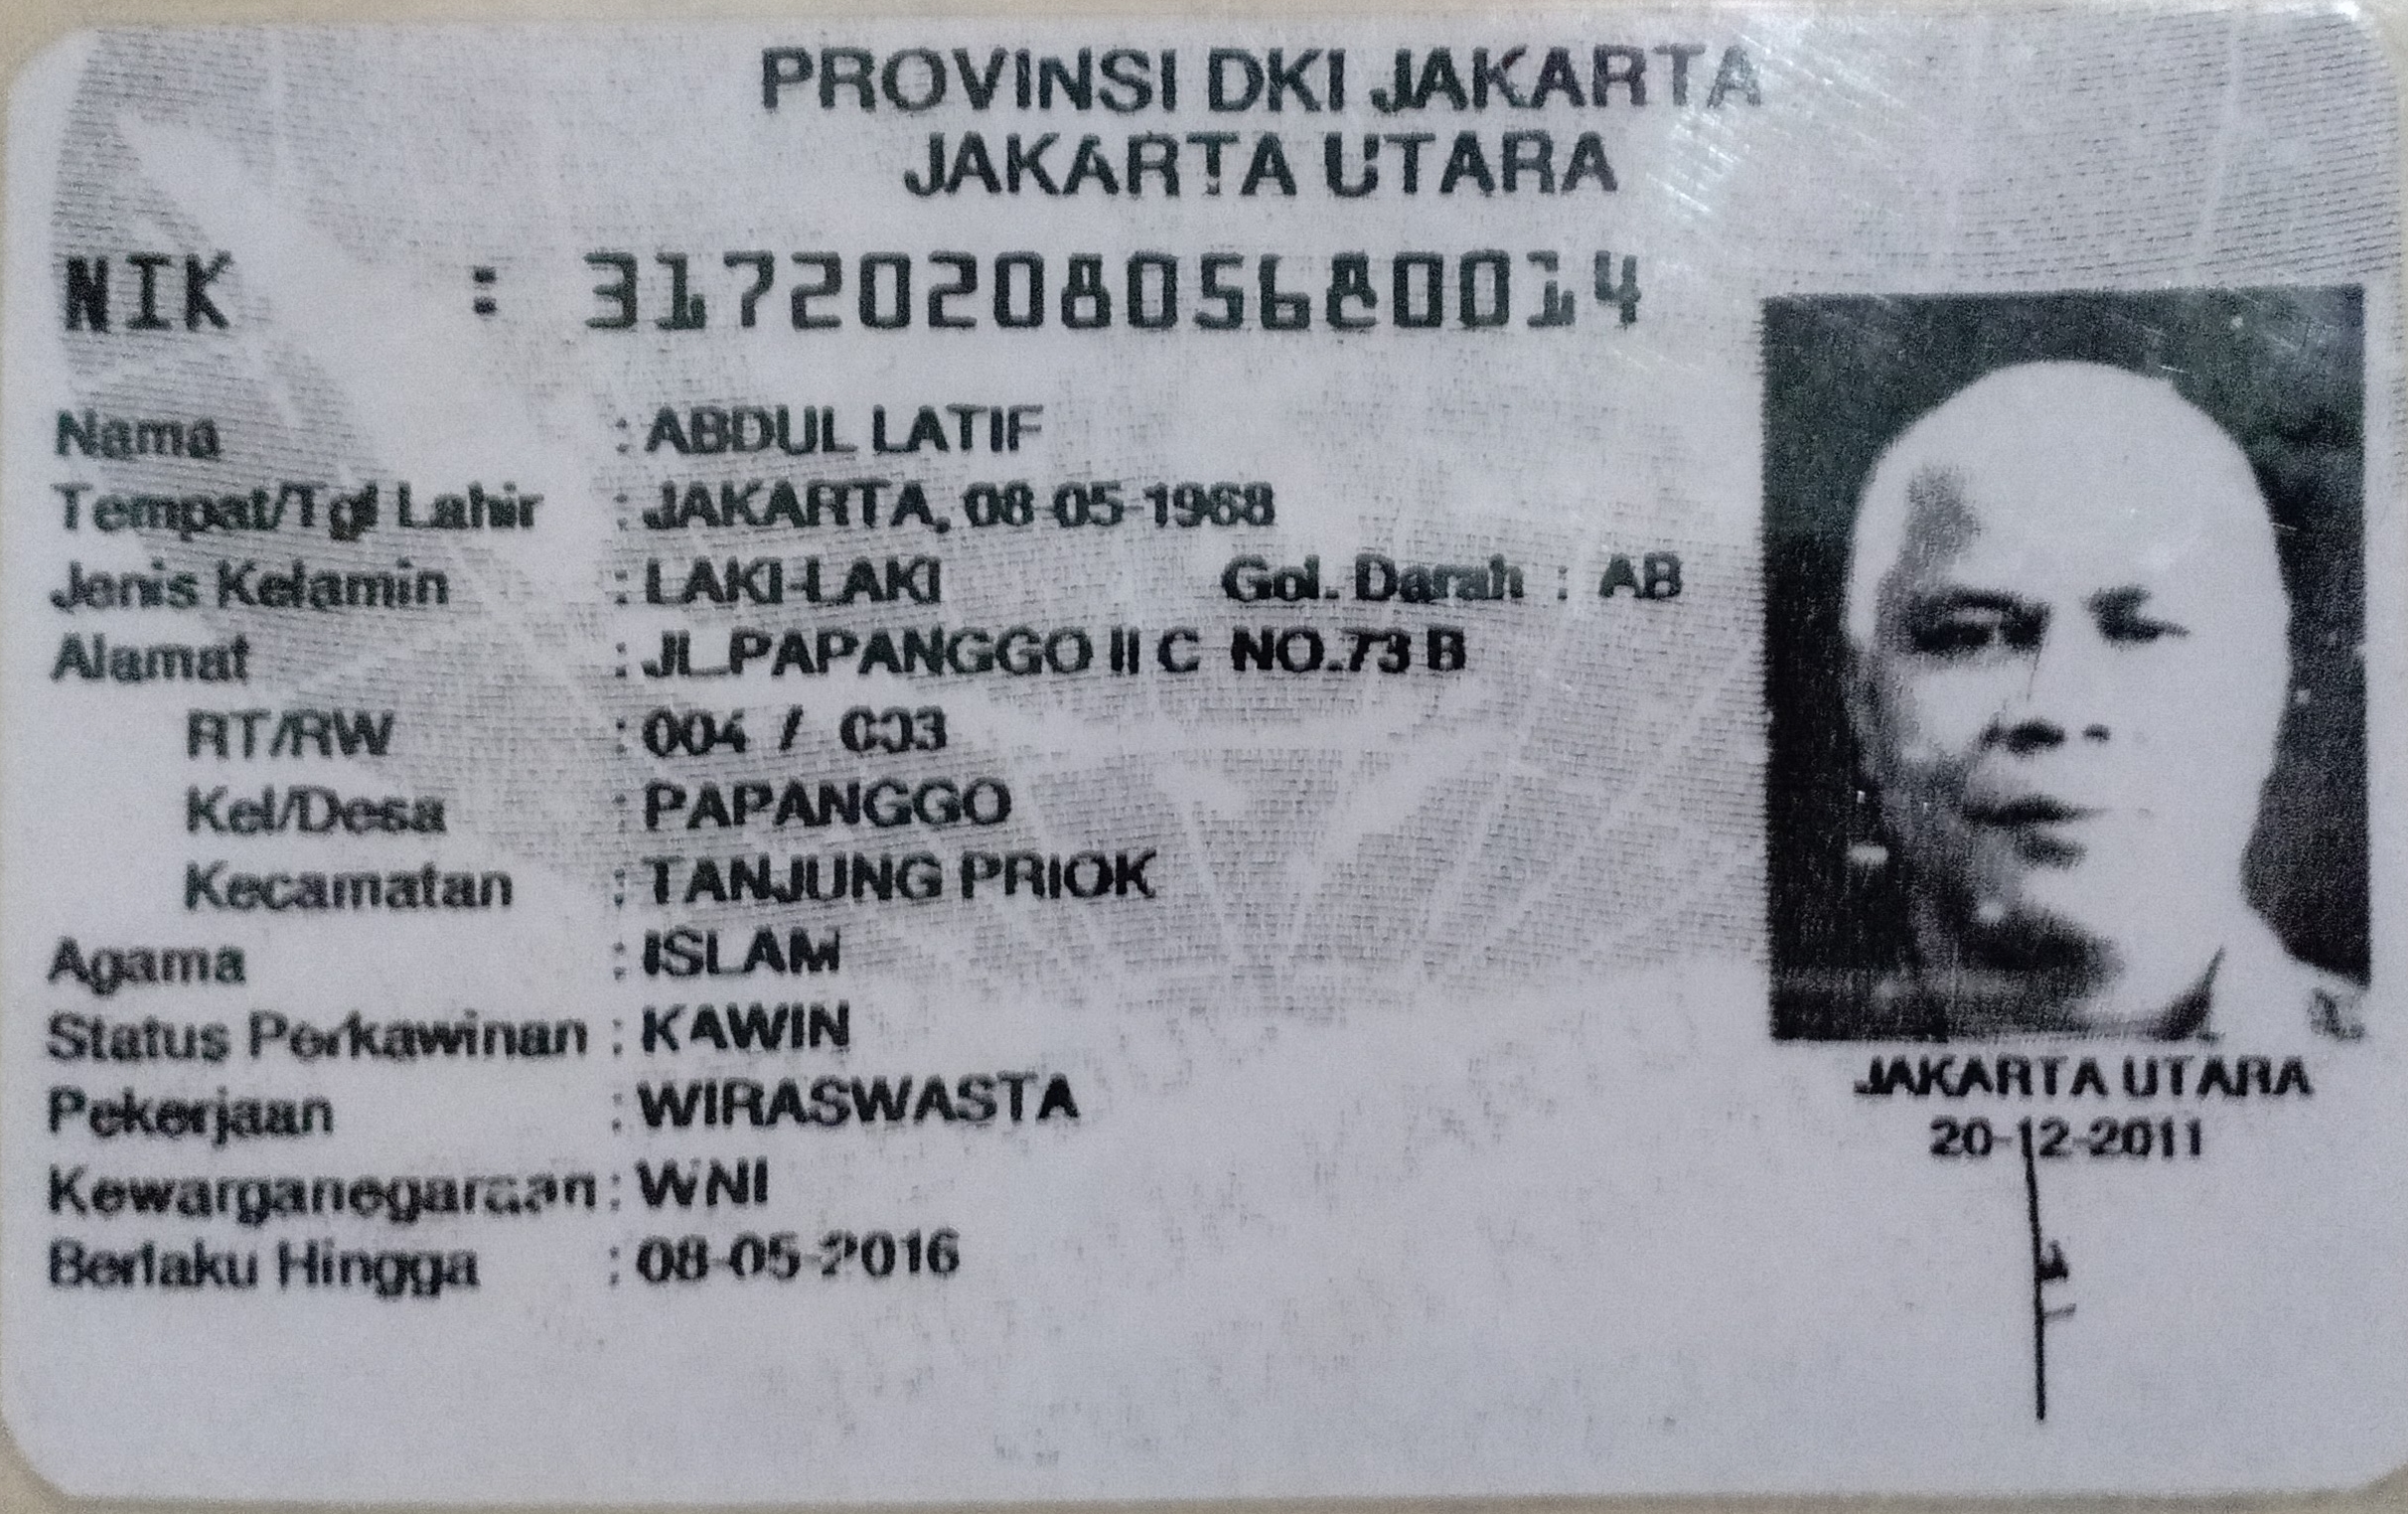 PROVINSI DKI JAKARTA
JAKARTA UTARA
NIK : 3172020805680014
Nama : ABDUL LATIF
Tempat/Tgl Lahir : JAKARTA, 08-05-1968
Jenis Kelamin : LAKI-LAKI Gol. Darah : AB
Alamat : JL.PAPANGGO II C NO.73 B
RT/RW : 004 / 003
Kel/Desa : PAPANGGO
Kecamatan : TANJUNG PRIOK
Agama : ISLAM
Status Perkawinan : KAWIN
Pekerjaan : WIRASWASTA
Kewarganegaraan : WNI
Berlaku Hingga : 08-05-2016
JAKARTA UTARA
20-12-2011